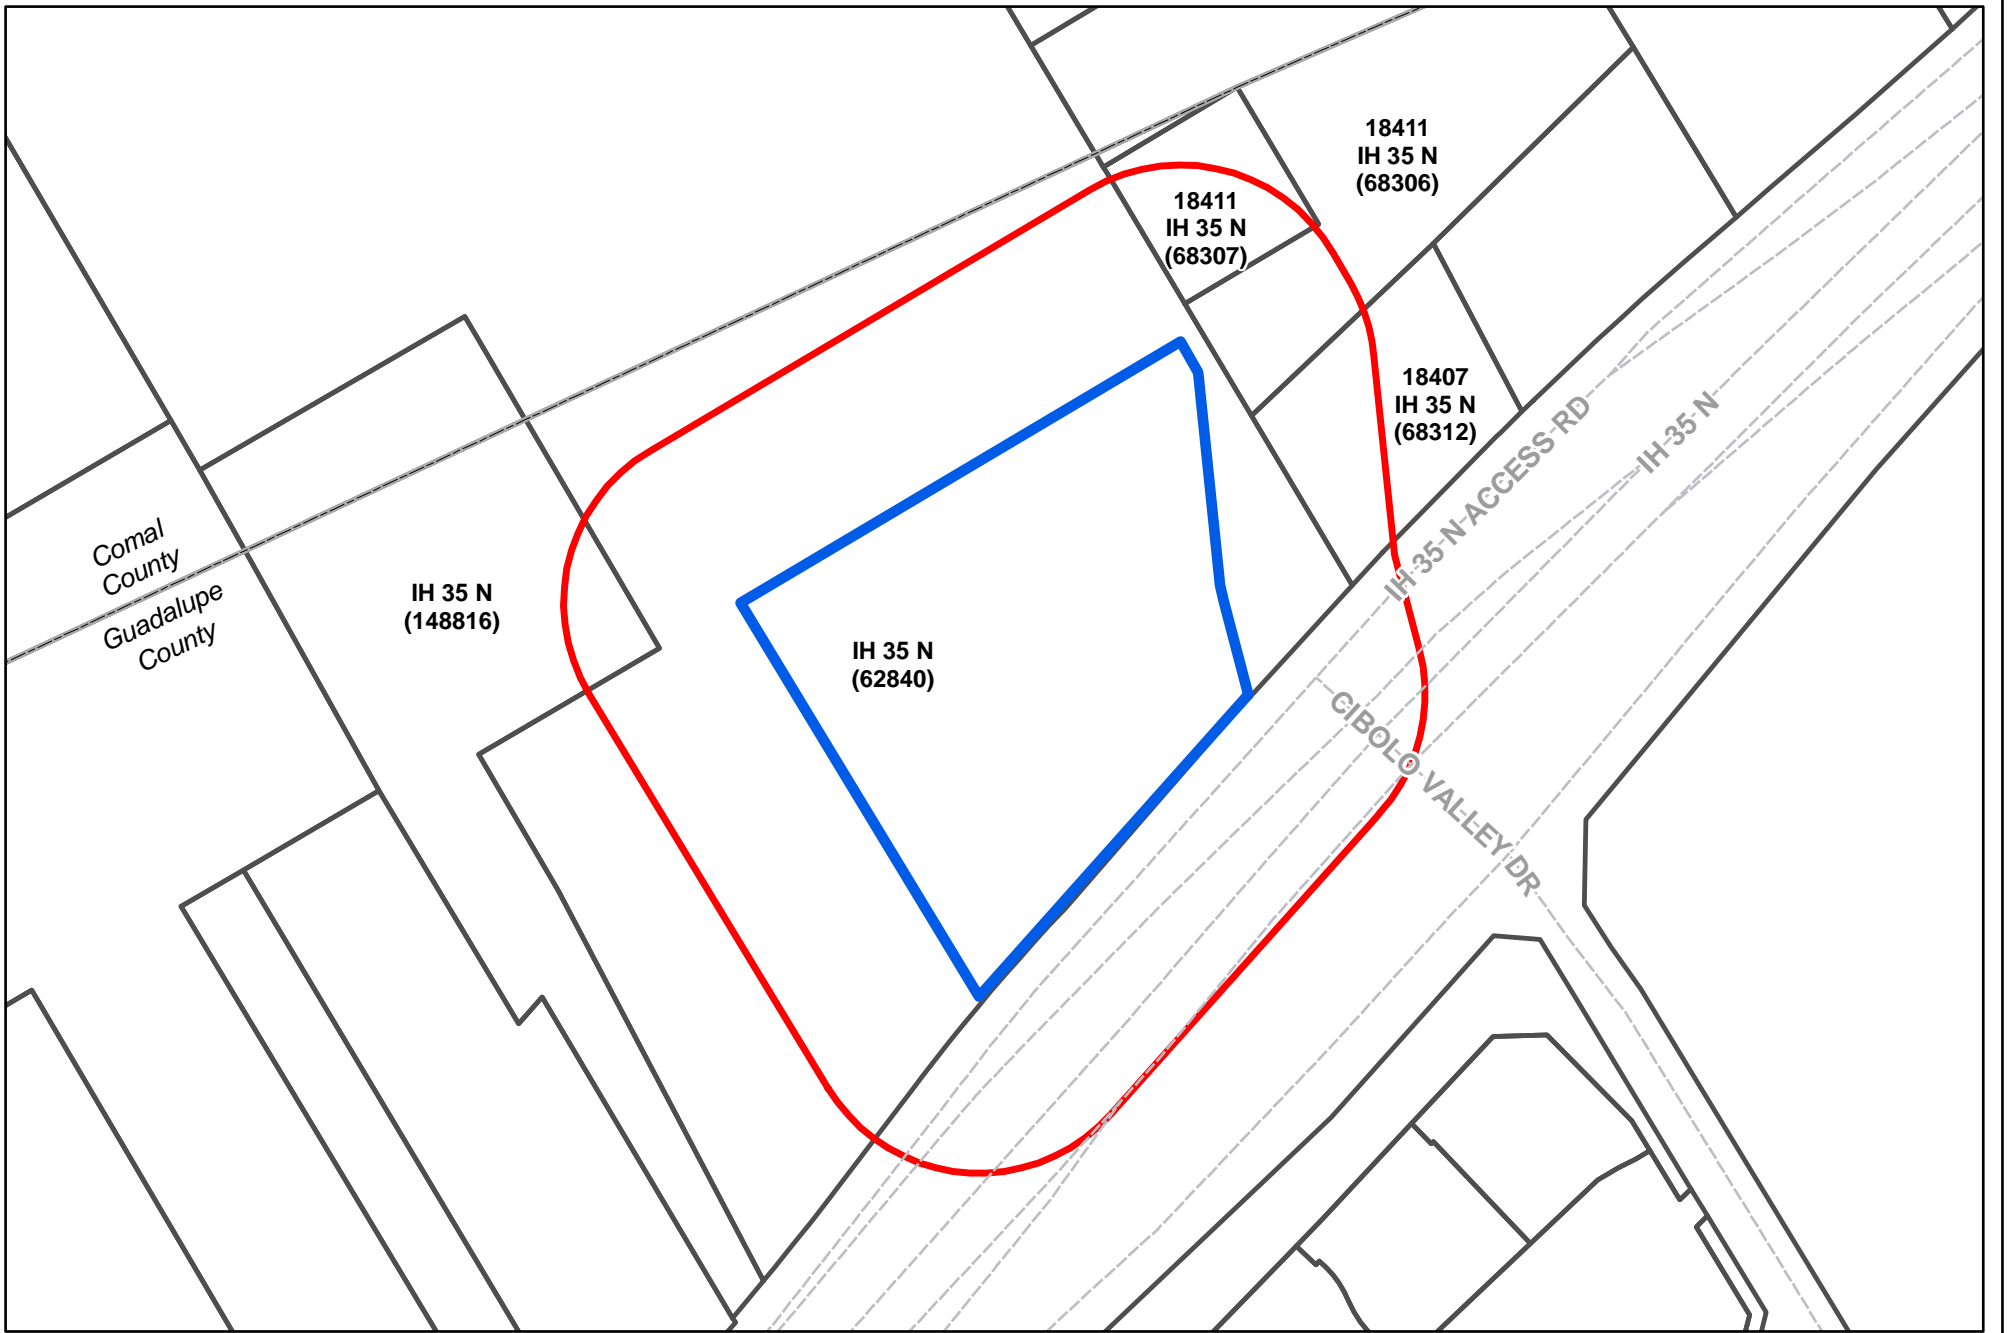 18411
IH 35 N
(68306)
18411
IH 35 N
(68307)
18407
IH 35 N
(68312)
IH 35 N ACCESS RD
IH 35 N
Comal
County
Guadalupe
County
IH 35 N
(148816)
IH 35 N
(62840)
CIBOLO VALLEY DR